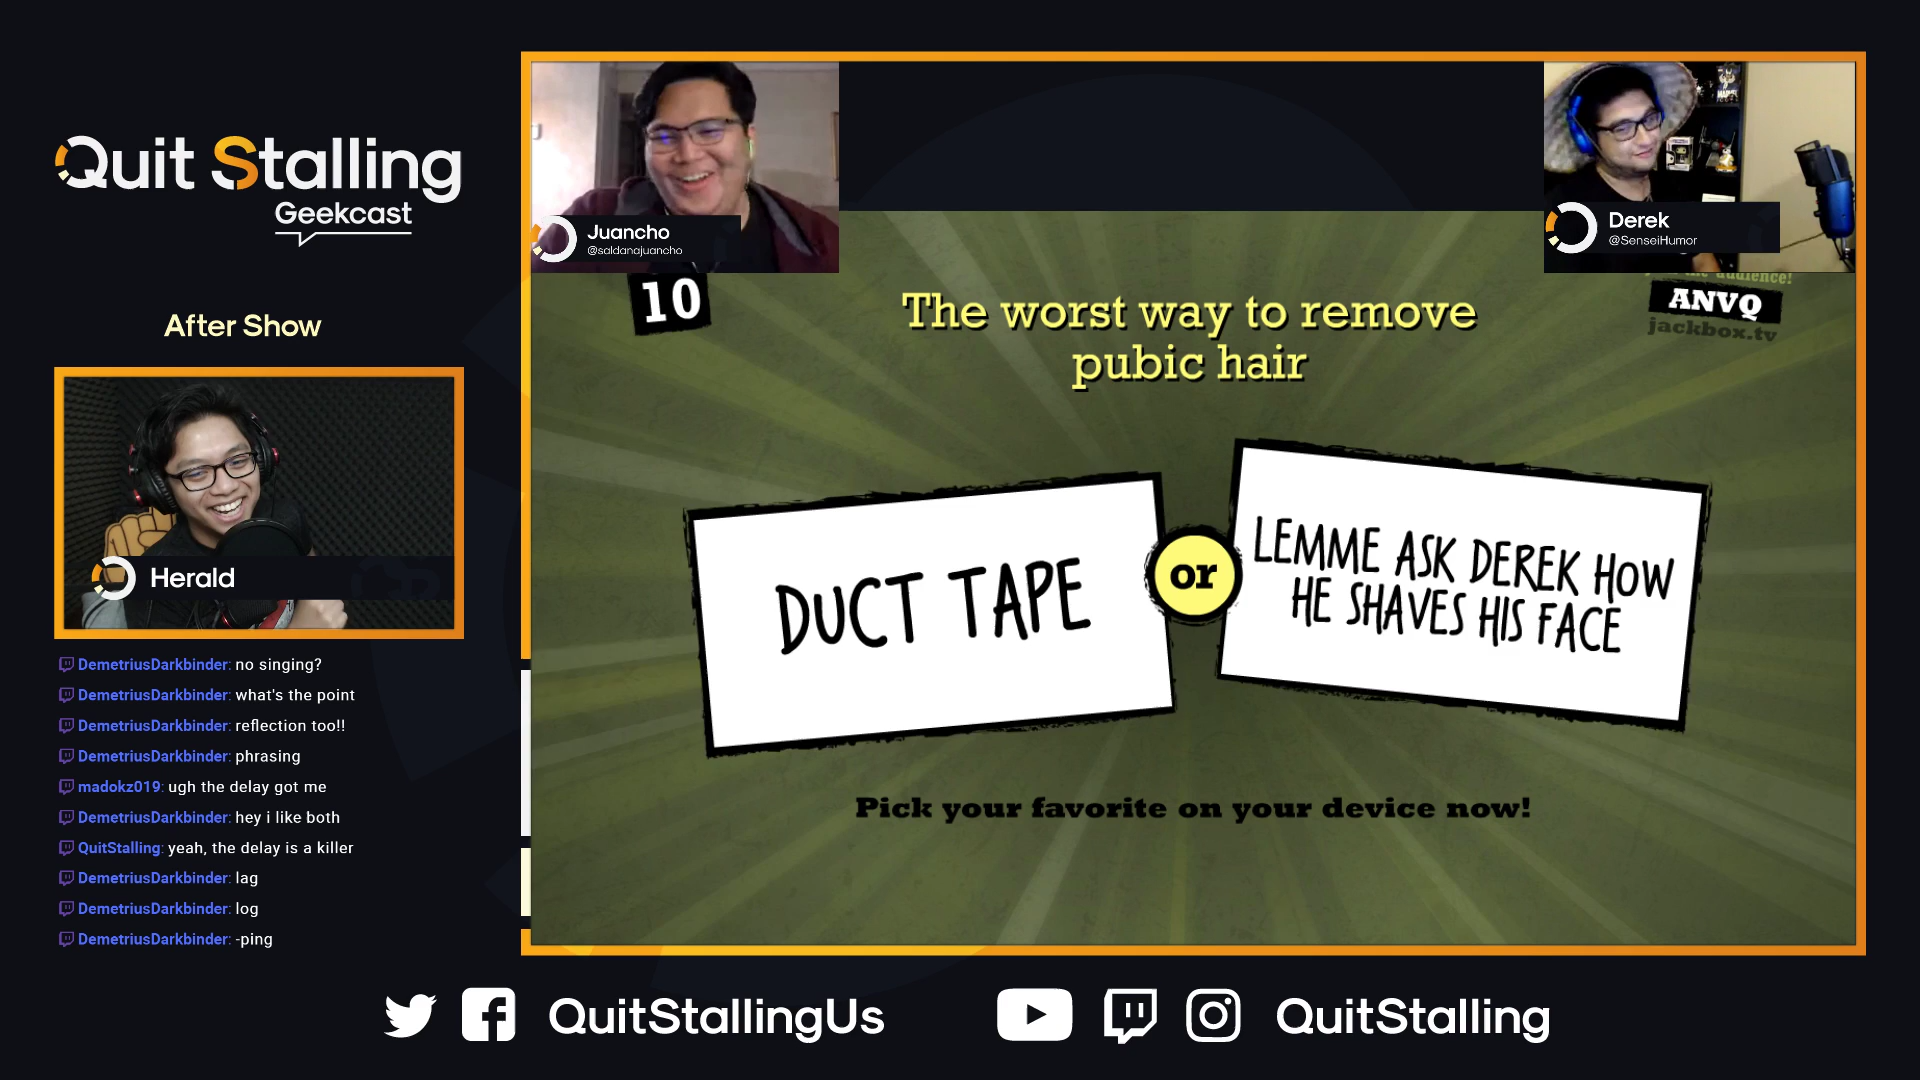 Quit Stalling
Geekcast
After Show
Herald
DemetriusDarkbinder: no singing?
DemetriusDarkbinder: what's the point
DemetriusDarkbinder: reflection too!!
DemetriusDarkbinder: phrasing
madokz019: ugh the delay got me
DemetriusDarkbinder: hey i like both
QuitStalling: yeah, the delay is a killer
DemetriusDarkbinder: lag
DemetriusDarkbinder: log
DemetriusDarkbinder: -ping
Juancho
@saldanajuancho
Derek
@SenseiHumor
10
The worst way to remove
pubic hair
audience!
ANVQ
jackbox.tv
DUCT TAPE
or
LEMME ASK DEREK HOW
HE SHAVES HIS FACE
Pick your favorite on your device now!
QuitStallingUs
QuitStalling